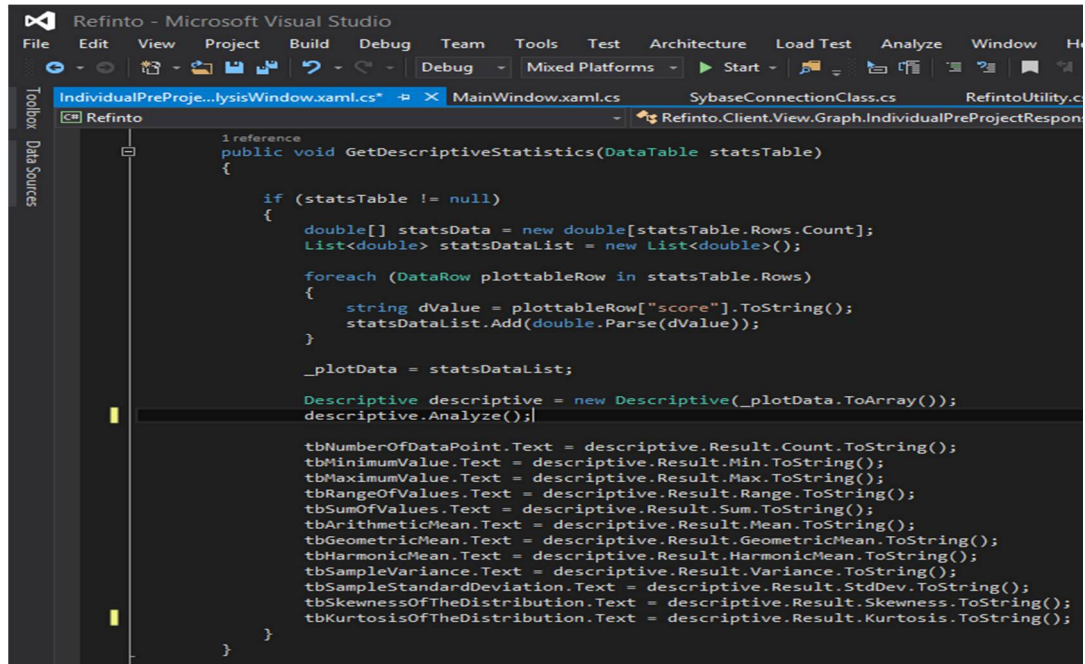 Refinto - Microsoft Visual Studio
File Edit View Project Build Debug Team Tools Test Architecture Load Test Analyze Window
Debug Mixed Platforms Start
IndividualPreProje...lysisWindow.xaml.cs* MainWindow.xaml.cs SybaseConnectionClass.cs RefintoUtility.c
C# Refinto Refinto.Client.View.Graph.IndividualPreProjectRespon
Toolbox
Data Sources
1 reference
public void GetDescriptiveStatistics(DataTable statsTable)
{
if (statsTable != null)
{
double[] statsData = new double[statsTable.Rows.Count];
List<double> statsDataList = new List<double>();
foreach (DataRow plottableRow in statsTable.Rows)
{
string dValue = plottableRow["score"].ToString();
statsDataList.Add(double.Parse(dValue));
}
_plotData = statsDataList;
Descriptive descriptive = new Descriptive(_plotData.ToArray());
descriptive.Analyze();
tbNumberOfDataPoint.Text = descriptive.Result.Count.ToString();
tbMinimumValue.Text = descriptive.Result.Min.ToString();
tbMaximumValue.Text = descriptive.Result.Max.ToString();
tbRangeOfValues.Text = descriptive.Result.Range.ToString();
tbSumOfValues.Text = descriptive.Result.Sum.ToString();
tbArithmeticMean.Text = descriptive.Result.Mean.ToString();
tbGeometricMean.Text = descriptive.Result.GeometricMean.ToString();
tbHarmonicMean.Text = descriptive.Result.HarmonicMean.ToString();
tbSampleVariance.Text = descriptive.Result.Variance.ToString();
tbSampleStandardDeviation.Text = descriptive.Result.StdDev.ToString();
tbSkewnessOfTheDistribution.Text = descriptive.Result.Skewness.ToString();
tbKurtosisOfTheDistribution.Text = descriptive.Result.Kurtosis.ToString();
}
}